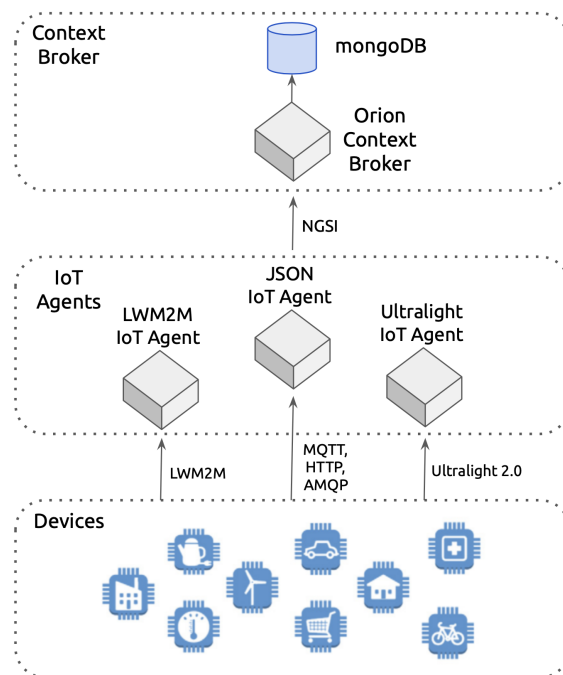 Context
Broker
mongoDB
Orion
Context
Broker
NGSI
IoT
Agents
LWM2M
IoT Agent
JSON
IoT Agent
Ultralight
IoT Agent
LWM2M
MQTT,
HTTP,
AMQP
Ultralight 2.0
Devices